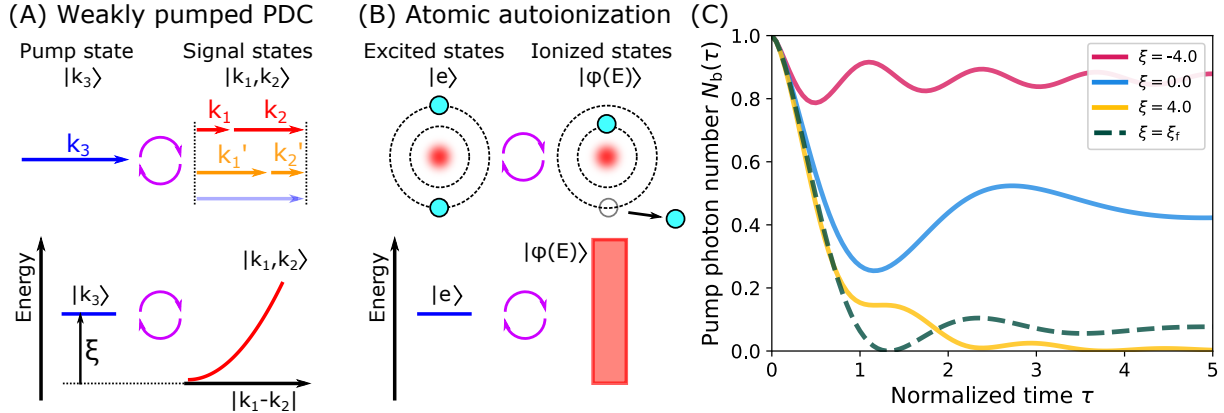 (A) Weakly pumped PDC
Pump state
Signal states
|k₃⟩
|k₁,k₂⟩
k₁ k₂
k₃
k₁' k₂'
Energy
|k₃⟩
|k₁,k₂⟩
ξ
|k₁-k₂|
(B) Atomic autoionization
Excited states
Ionized states
|e⟩
|φ(E)⟩
|φ(E)⟩
Energy
|e⟩
(C)
Pump photon number N_b(τ)
1.0
0.8
0.6
0.4
0.2
0.0
0 1 2 3 4 5
Normalized time τ
ξ = -4.0
ξ = 0.0
ξ = 4.0
ξ = ξ_f